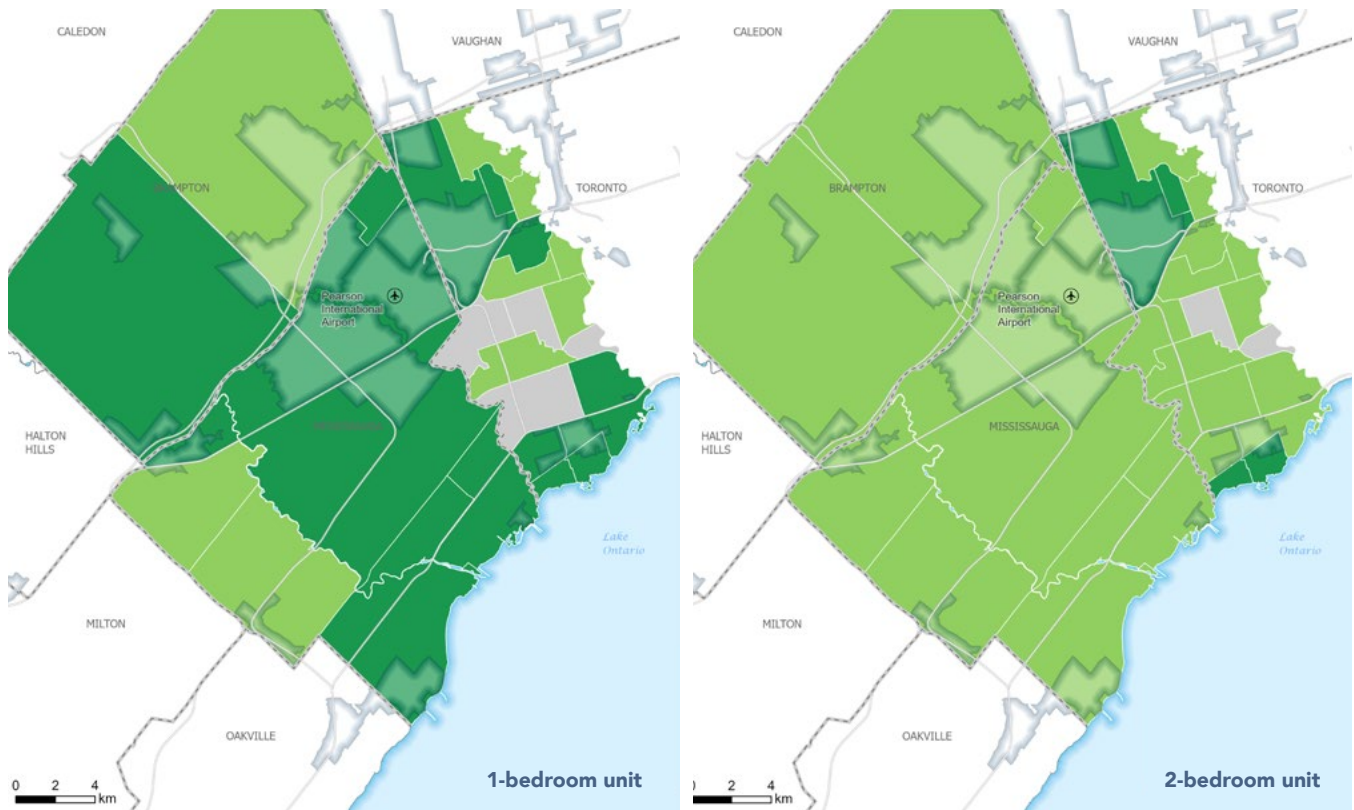 CALEDON
VAUGHAN
BRAMPTON
TORONTO
Pearson
International
Airport
MISSISSAUGA
HALTON
HILLS
Lake
Ontario
MILTON
OAKVILLE
0 2 4
km
1-bedroom unit
CALEDON
VAUGHAN
BRAMPTON
TORONTO
Pearson
International
Airport
MISSISSAUGA
HALTON
HILLS
Lake
Ontario
MILTON
OAKVILLE
0 2 4
km
2-bedroom unit